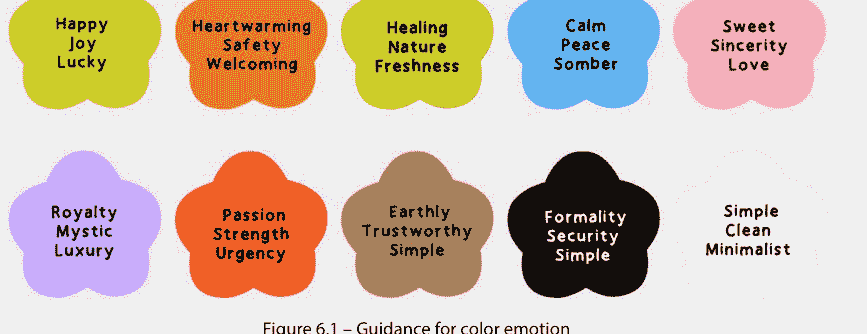 Happy
Joy
Lucky
Heartwarming
Safety
Welcoming
Healing
Nature
Freshness
Calm
Peace
Somber
Sweet
Sincerity
Love
Royalty
Mystic
Luxury
Passion
Strength
Urgency
Earthly
Trustworthy
Simple
Formality
Security
Simple
Simple
Clean
Minimalist
Figure 6.1 – Guidance for color emotion